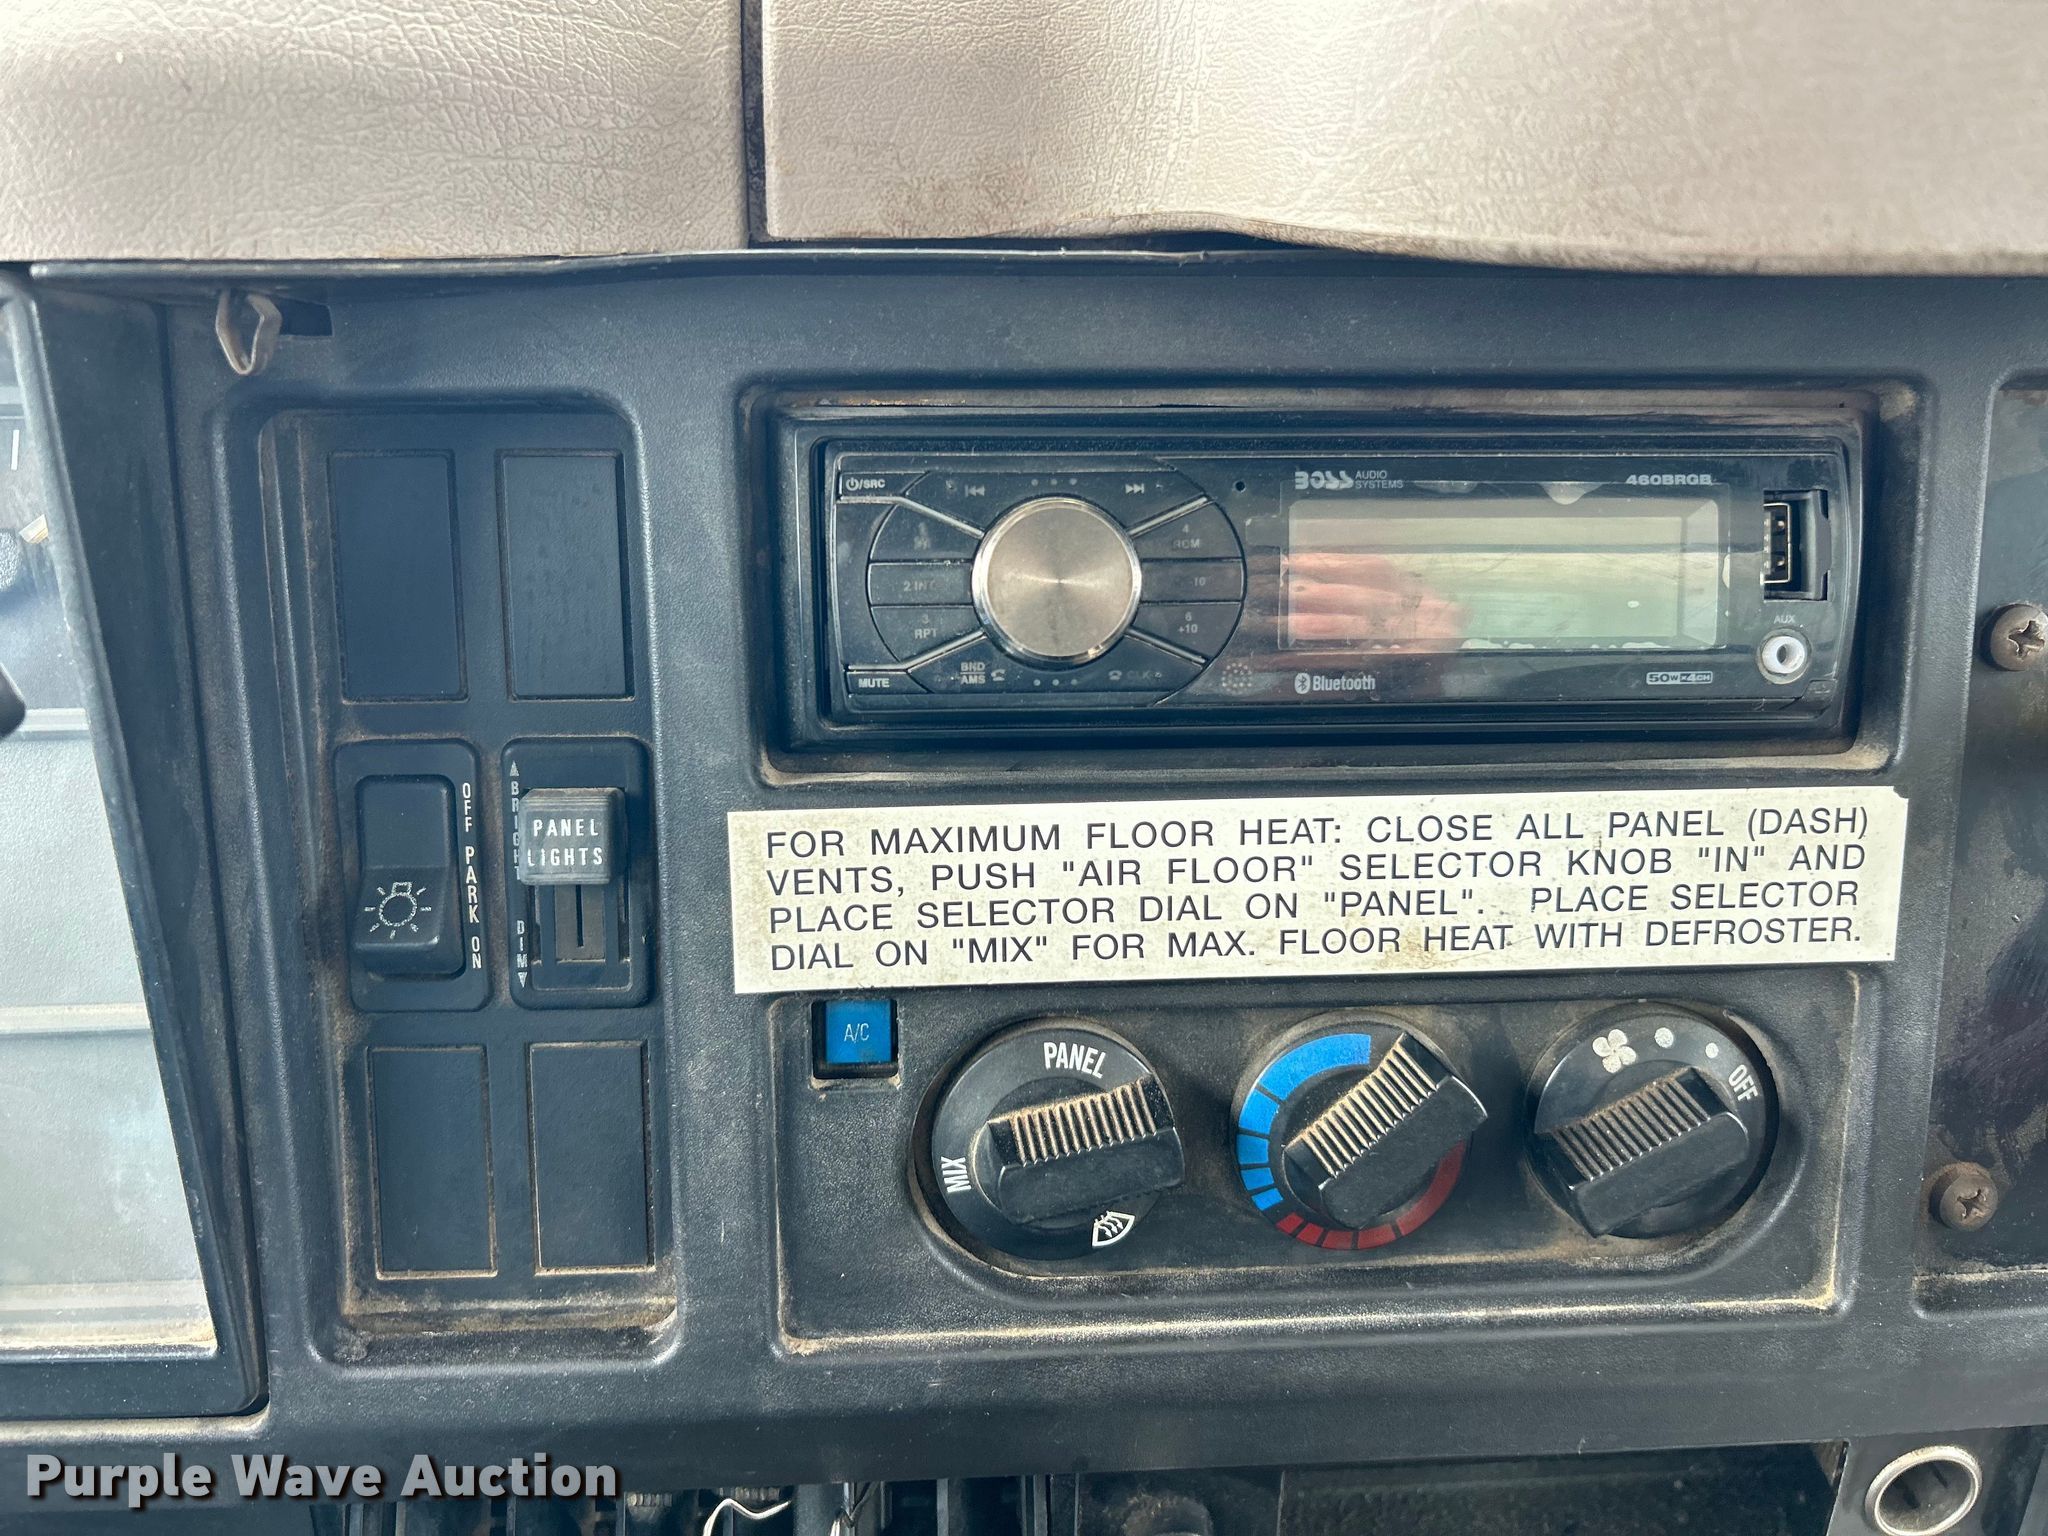 ⏻/SRC
BOSS AUDIO SYSTEMS
460BRGB
4
RCM
2 INT
-10
3
RPT
6
+10
AUX
BND
AMS
CLK
MUTE
Bluetooth
50W x 4CH
OFF PARK ON
BRIGHT
PANEL
LIGHTS
DIM
FOR MAXIMUM FLOOR HEAT: CLOSE ALL PANEL (DASH)
VENTS, PUSH "AIR FLOOR" SELECTOR KNOB "IN" AND
PLACE SELECTOR DIAL ON "PANEL". PLACE SELECTOR
DIAL ON "MIX" FOR MAX. FLOOR HEAT WITH DEFROSTER.
A/C
PANEL
MIX
OFF
Purple Wave Auction